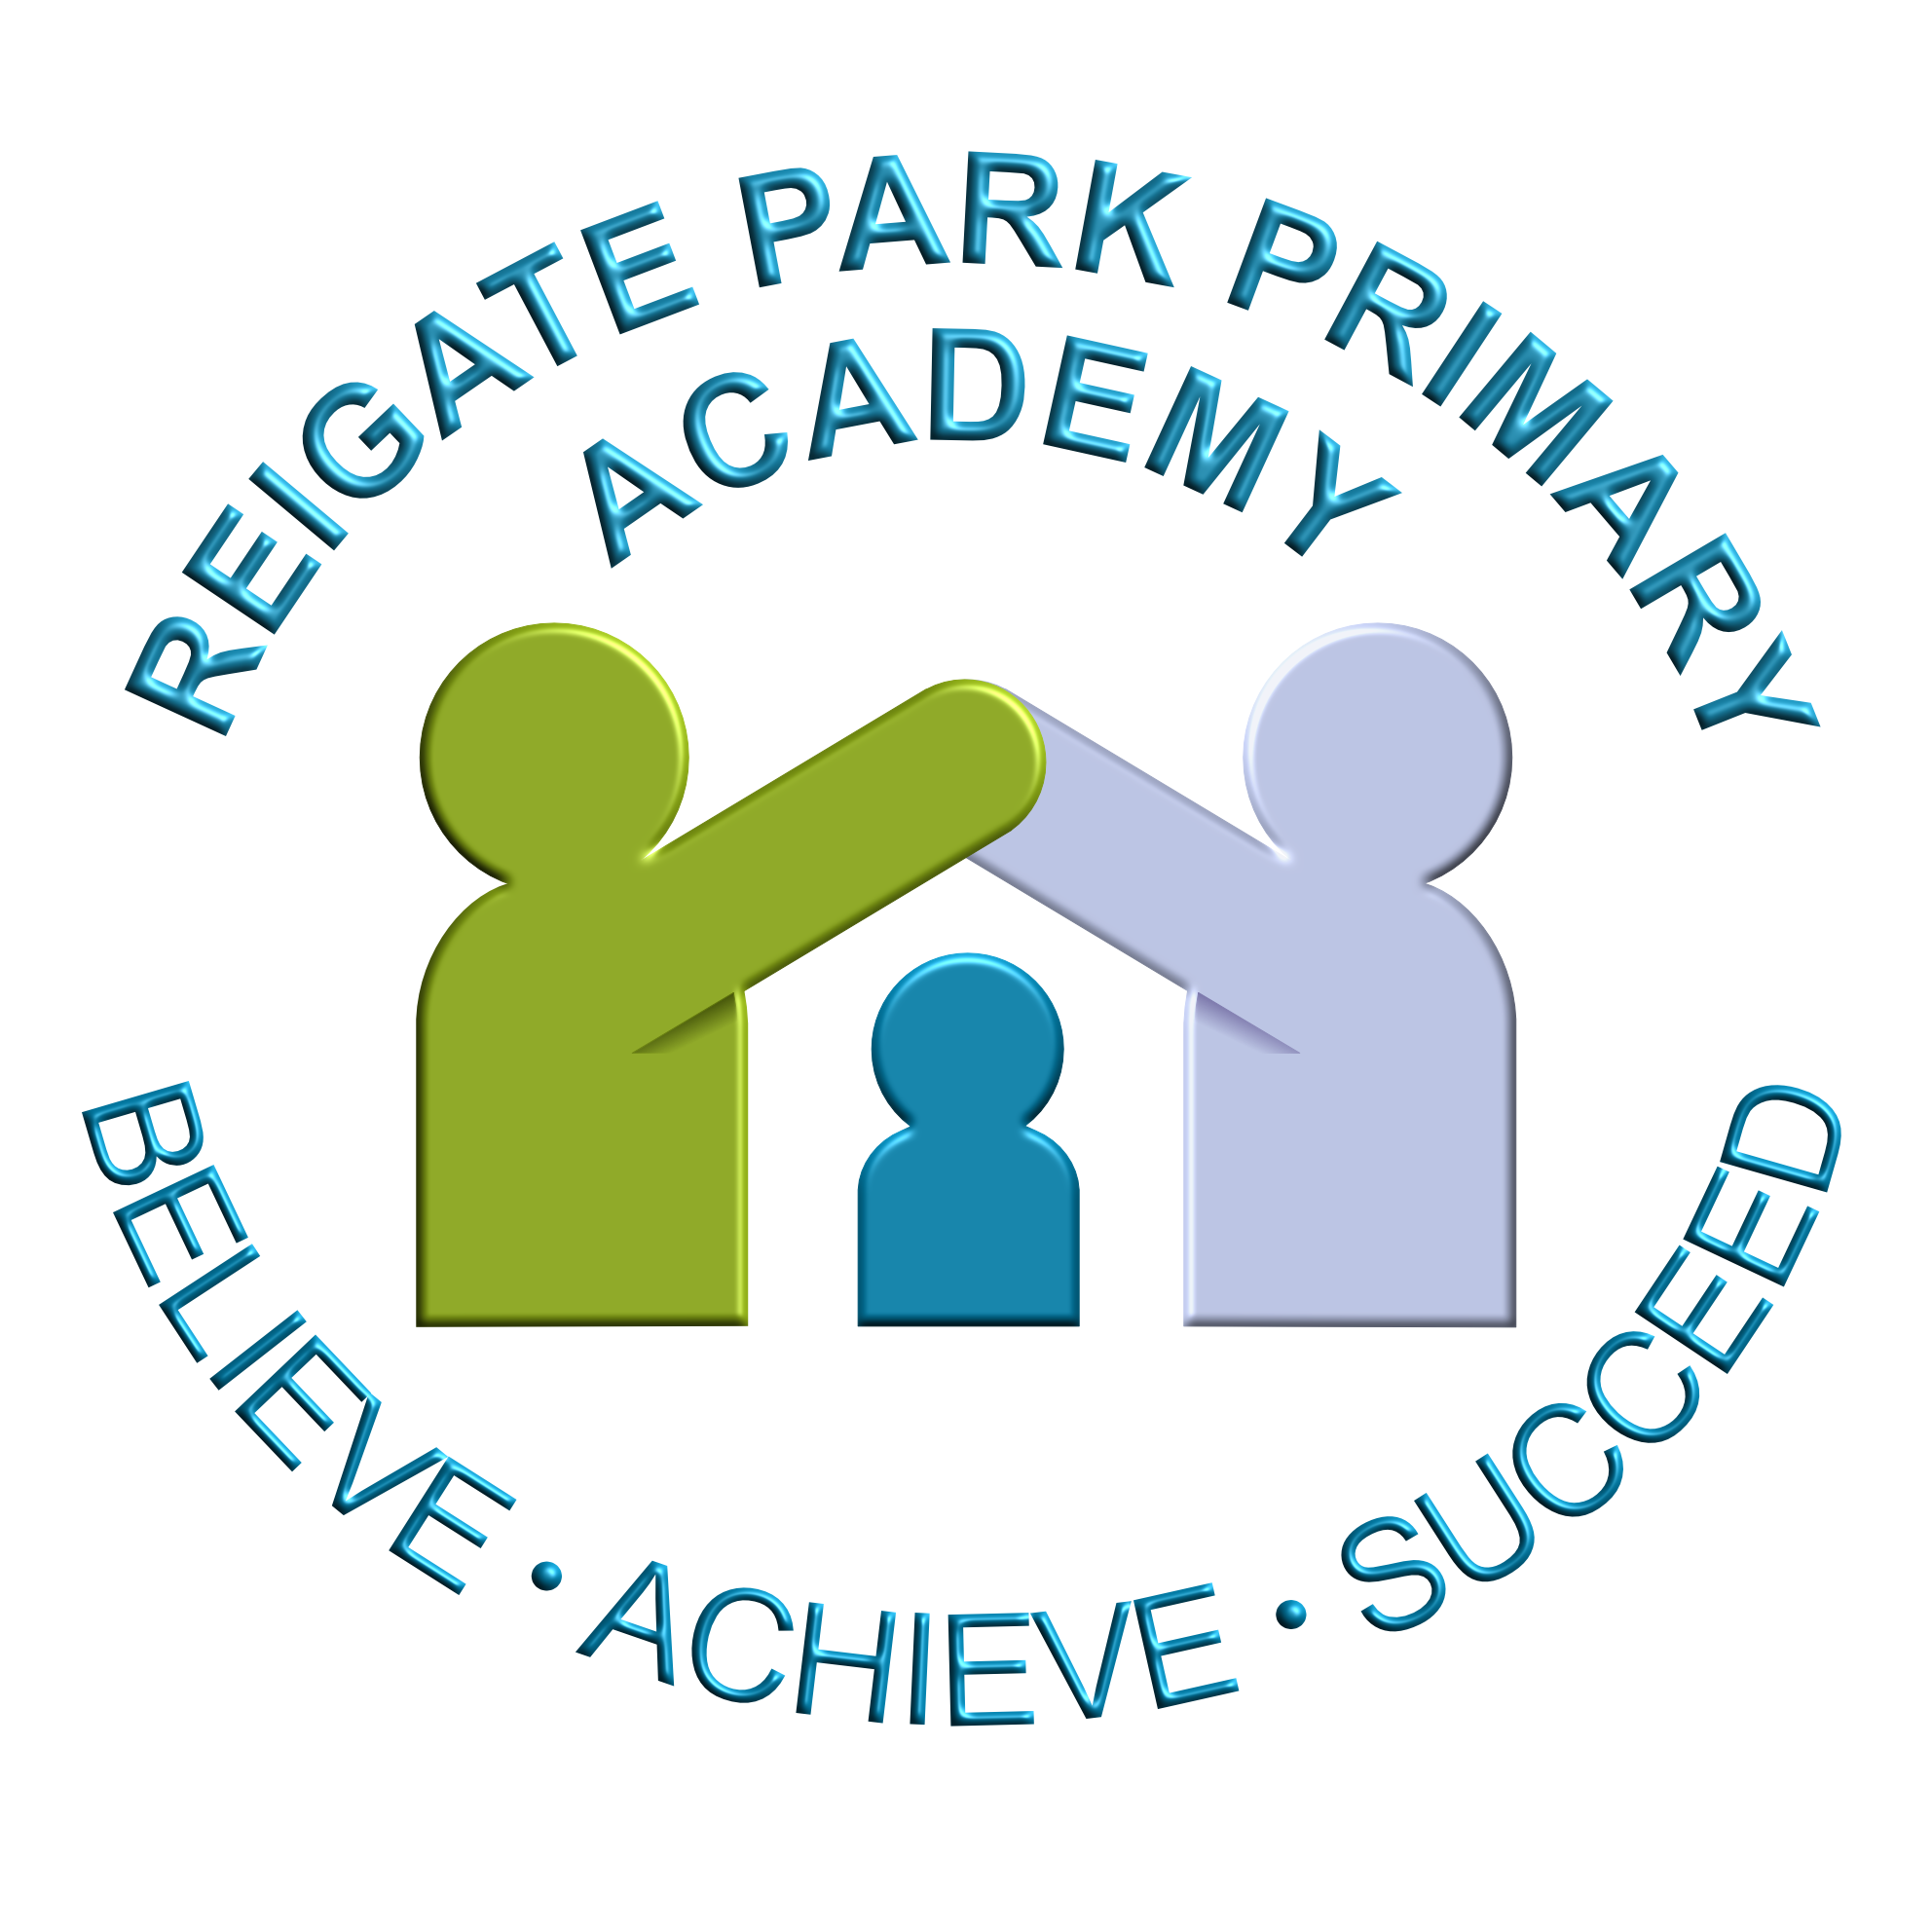 REIGATE PARK PRIMARY
ACADEMY
BELIEVE • ACHIEVE • SUCCEED